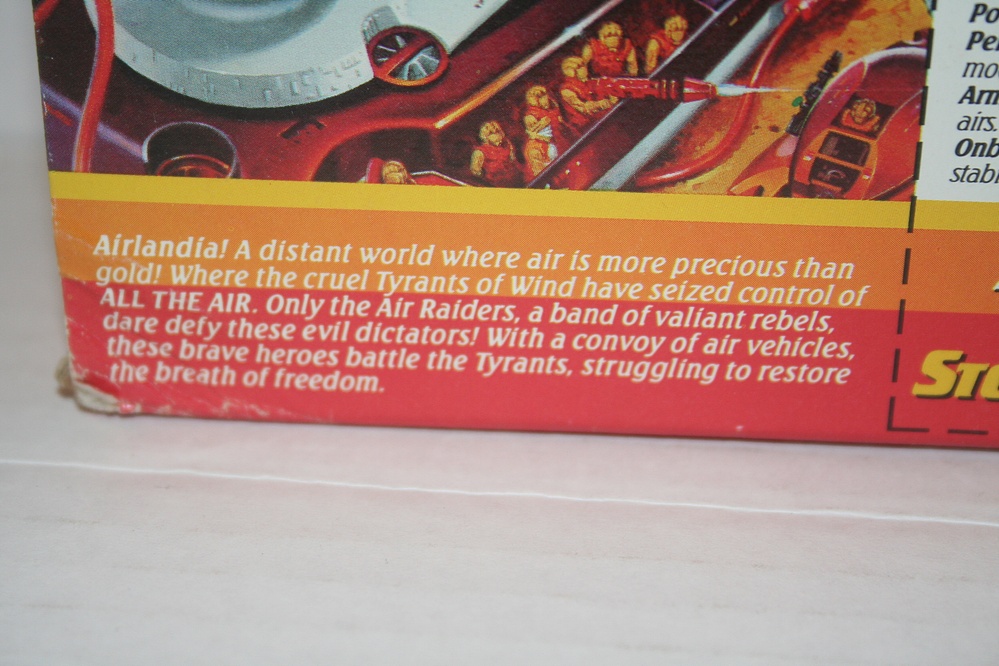 Airlandia! A distant world where air is more precious than
gold! Where the cruel Tyrants of Wind have seized control of
ALL THE AIR. Only the Air Raiders, a band of valiant rebels,
dare defy these evil dictators! With a convoy of air vehicles,
these brave heroes battle the Tyrants, struggling to restore
the breath of freedom.
airs.